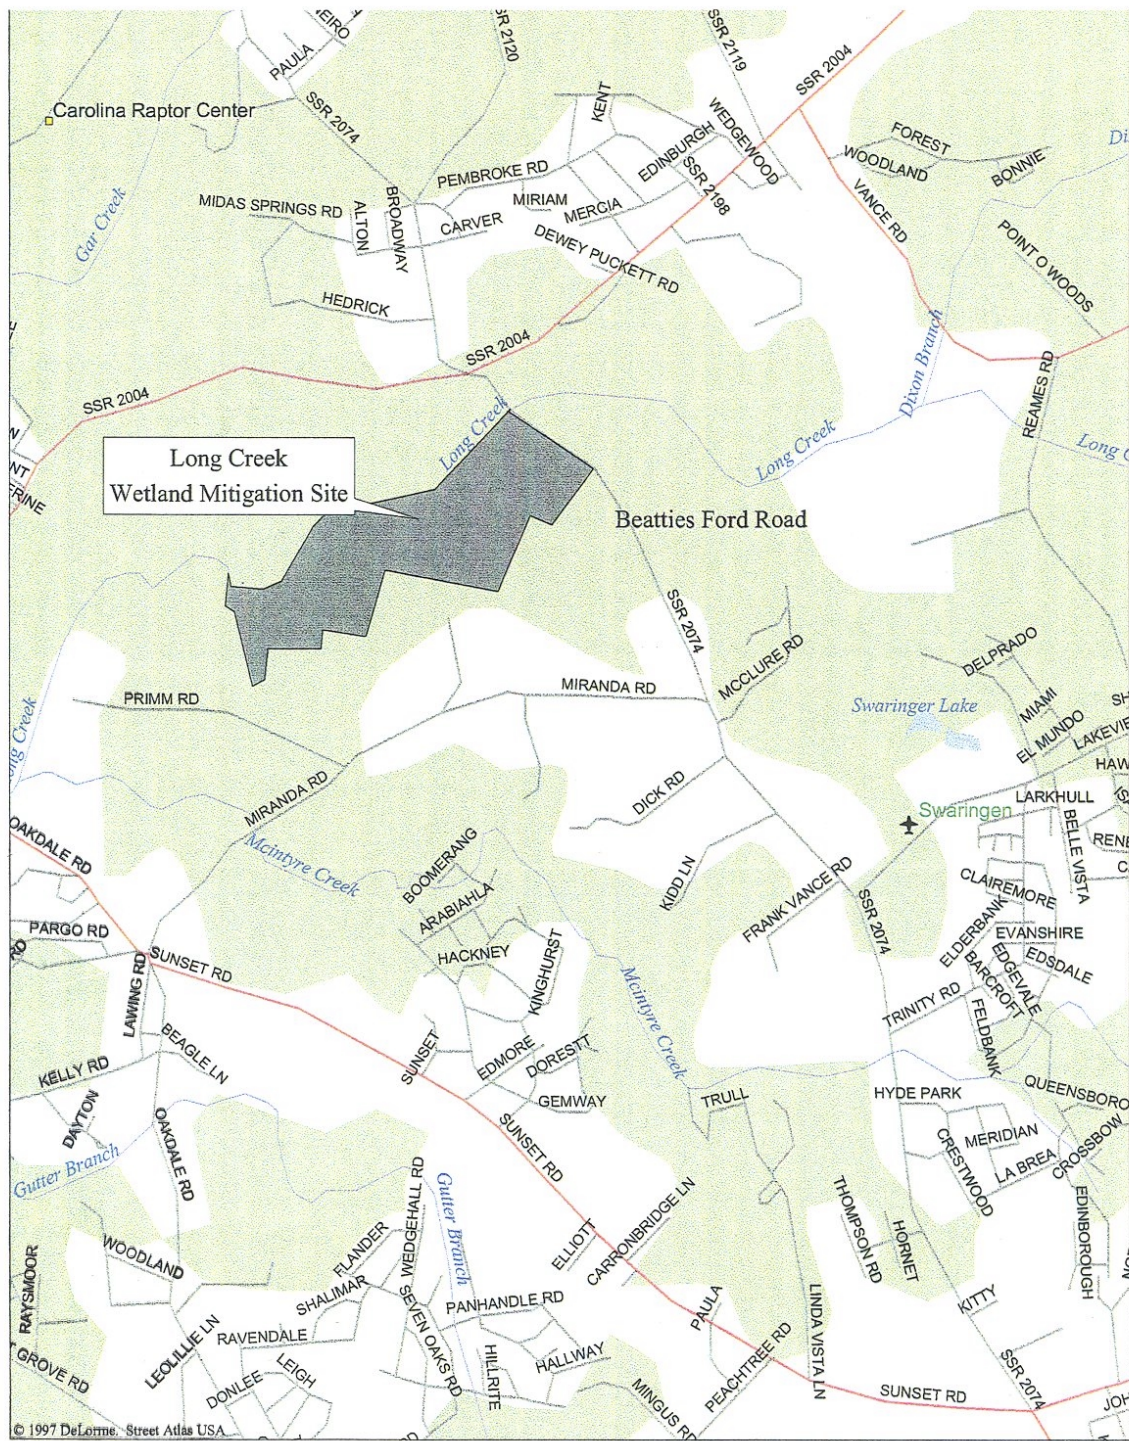 SSR 2120
SSR 2119
SSR 2004
PAULA
Carolina Raptor Center
SSR 2074
KENT
WEDGEWOOD
EDINBURGH
FOREST
WOODLAND
BONNIE
PEMBROKE RD
SSR 2198
MIDAS SPRINGS RD
ALTON
BROADWAY
MIRIAM
MERCIA
CARVER
VANCE RD
Gar Creek
DEWEY PUCKETT RD
POINT O WOODS
HEDRICK
SSR 2004
Dixon Branch
SSR 2004
REAMES RD
Long Creek
Long Creek
Long C
Long Creek
Wetland Mitigation Site
Beatties Ford Road
SSR 2074
MCCLURE RD
DELPRADO
PRIMM RD
MIRANDA RD
Swaringer Lake
MIAMI
EL MUNDO
LAKEVIE
HAW
ong Creek
MIRANDA RD
DICK RD
Swaringen
LARKHULL
BELLE VISTA
RENE
OAKDALE RD
Mcintyre Creek
BOOMERANG
ARABIAHLA
KIDD LN
FRANK VANCE RD
CLAIREMORE
SSR 2074
ELDERBANK
EVANSHIRE
PARGO RD
HACKNEY
KINGHURST
EDSDALE
EDGEVALE
BARCROFT
SUNSET RD
LAWING RD
Mcintyre Creek
TRINITY RD
FELDBANK
BEAGLE LN
SUNSET
EDMORE
DORESTT
KELLY RD
GEMWAY
TRULL
HYDE PARK
QUEENSBORO
DAYTON
OAKDALE RD
SUNSET RD
MERIDIAN
CRESTWOOD
LA BREA
CROSSBOW
Gutter Branch
WEDGEHALL RD
Gutter Branch
CARRONBRIDGE LN
THOMPSON RD
HORNET
EDINBOROUGH
WOODLAND
FLANDER
ELLIOTT
RAYSMOOR
SHALIMAR
SEVEN OAKS RD
PANHANDLE RD
PAULA
LINDA VISTA LN
KITTY
LEOLILLIE LN
RAVENDALE
LEIGH
DONLEE
HILLRITE
HALLWAY
MINGUS RD
PEACHTREE RD
SUNSET RD
SSR 2074
T GROVE RD
JOH
© 1997 DeLorme. Street Atlas USA